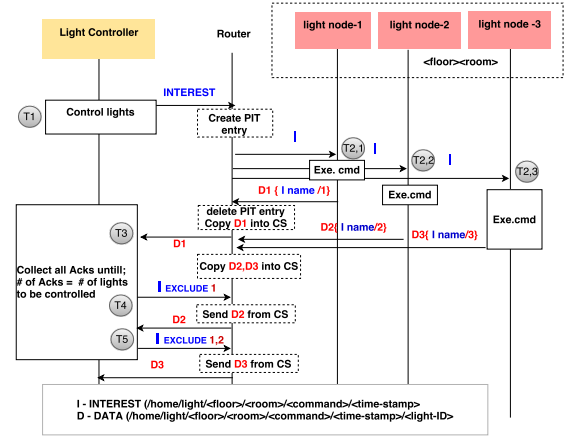 Light Controller
Router
light node-1
light node-2
light node -3
<floor><room>
INTEREST
T1
Control lights
Create PIT
entry
I
T2,1
I
T2,2
I
T2,3
Exe. cmd
Exe.cmd
Exe.cmd
D1 { I name /1}
delete PIT entry
Copy D1 into CS
D2{ I name/2}
D3{ I name/3}
T3
D1
Collect all Acks untill;
# of Acks = # of lights
to be controlled
Copy D2,D3 into CS
I EXCLUDE 1
T4
Send D2 from CS
D2
T5
I EXCLUDE 1,2
Send D3 from CS
D3
I - INTEREST (/home/light/<floor>/<room>/<command>/<time-stamp>
D - DATA (/home/light/<floor>/<room>/<command>/<time-stamp>/<light-ID>